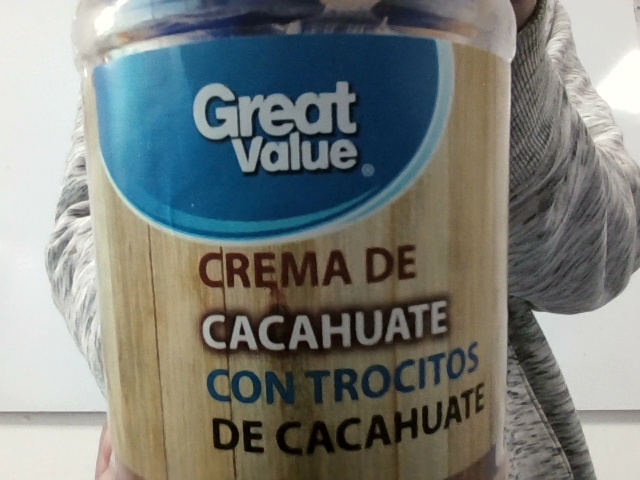 Great
Value®
CREMA DE
CACAHUATE
CON TROCITOS
DE CACAHUATE